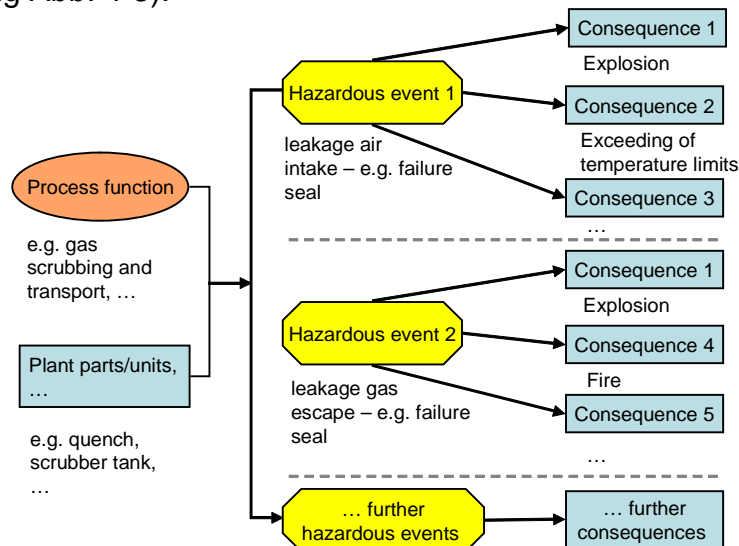 Consequence 1
Explosion
Hazardous event 1
Consequence 2
leakage air
intake – e.g. failure
seal
Exceeding of
temperature limits
Process function
Consequence 3
…
e.g. gas
scrubbing and
transport, …
Consequence 1
Explosion
Hazardous event 2
Consequence 4
Plant parts/units,
…
Fire
leakage gas
escape – e.g. failure
seal
Consequence 5
e.g. quench,
scrubber tank,
…
…
… further
hazardous events
… further
consequences